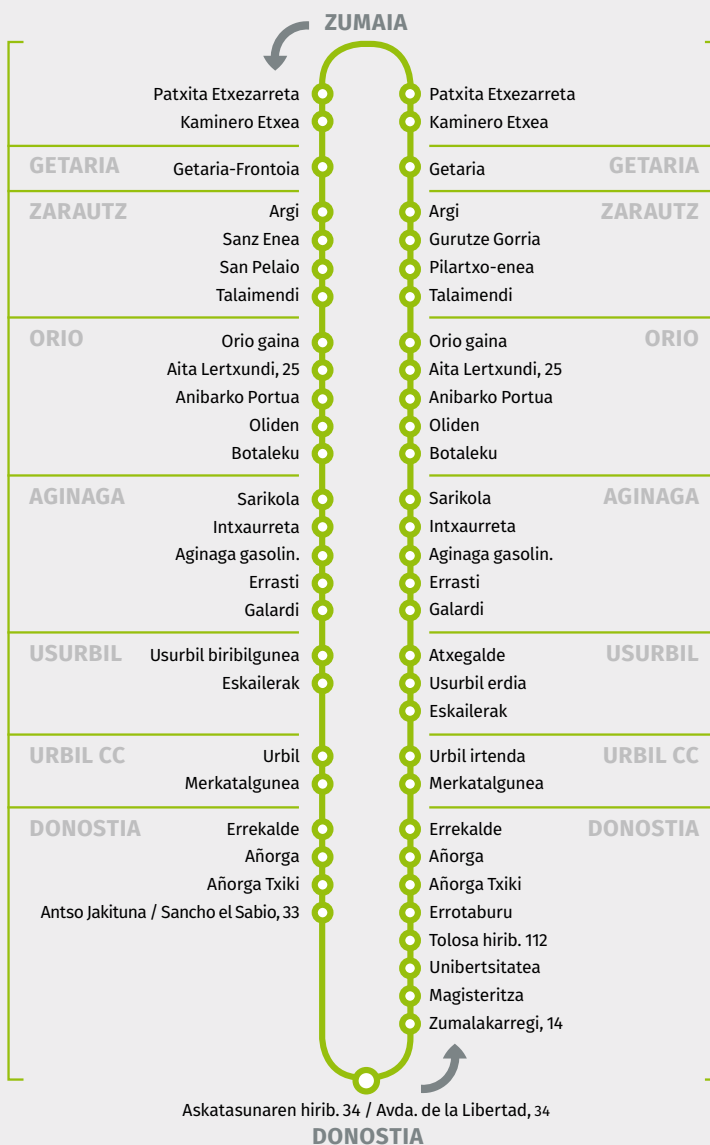 ZUMAIA
Patxita Etxezarreta
Kaminero Etxea
GETARIA
Getaria-Frontoia
ZARAUTZ
Argi
Sanz Enea
San Pelaio
Talaimendi
ORIO
Orio gaina
Aita Lertxundi, 25
Anibarko Portua
Oliden
Botaleku
AGINAGA
Sarikola
Intxaurreta
Aginaga gasolin.
Errasti
Galardi
USURBIL
Usurbil biribilgunea
Eskailerak
URBIL CC
Urbil
Merkatalgunea
DONOSTIA
Errekalde
Añorga
Añorga Txiki
Antso Jakituna / Sancho el Sabio, 33
Patxita Etxezarreta
Kaminero Etxea
Getaria
GETARIA
Argi
ZARAUTZ
Gurutze Gorria
Pilartxo-enea
Talaimendi
Orio gaina
ORIO
Aita Lertxundi, 25
Anibarko Portua
Oliden
Botaleku
Sarikola
AGINAGA
Intxaurreta
Aginaga gasolin.
Errasti
Galardi
Atxegalde
USURBIL
Usurbil erdia
Eskailerak
Urbil irtenda
URBIL CC
Merkatalgunea
Errekalde
DONOSTIA
Añorga
Añorga Txiki
Errotaburu
Tolosa hirib. 112
Unibertsitatea
Magisteritza
Zumalakarregi, 14
Askatasunaren hirib. 34 / Avda. de la Libertad, 34
DONOSTIA